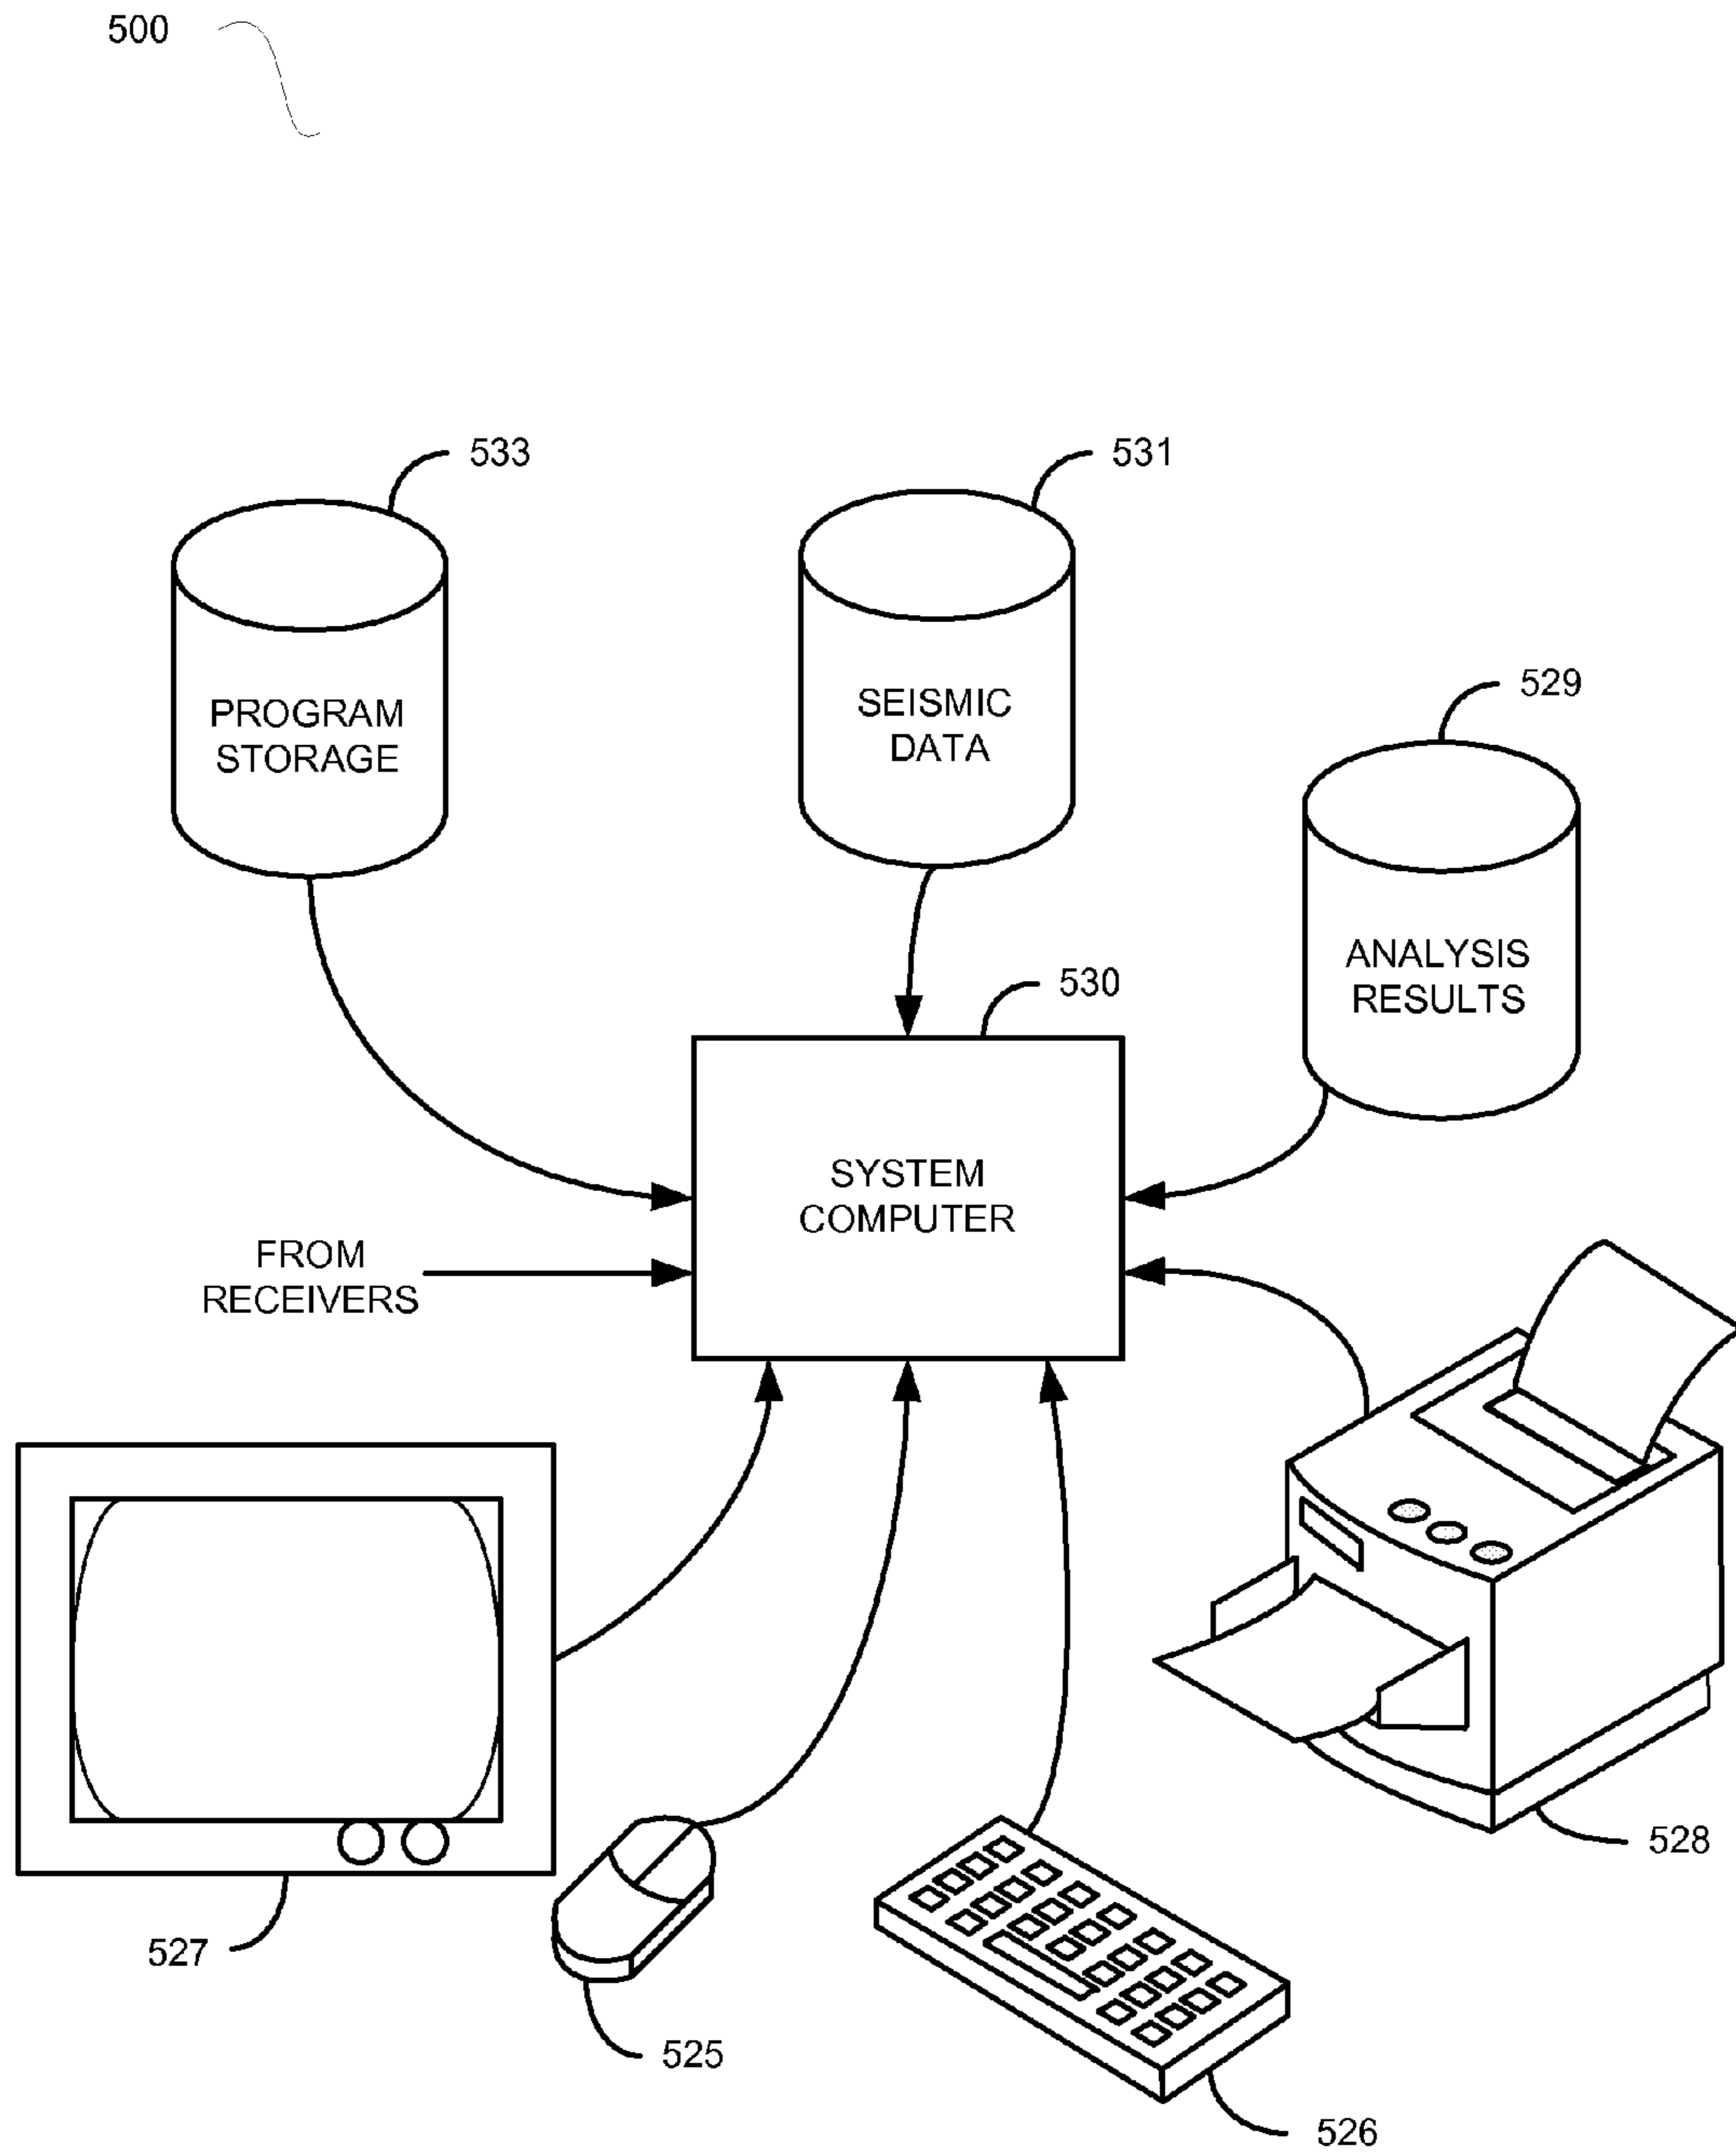 500
533
531
529
PROGRAM
STORAGE
SEISMIC
DATA
ANALYSIS
RESULTS
530
SYSTEM
COMPUTER
FROM
RECEIVERS
528
527
525
526